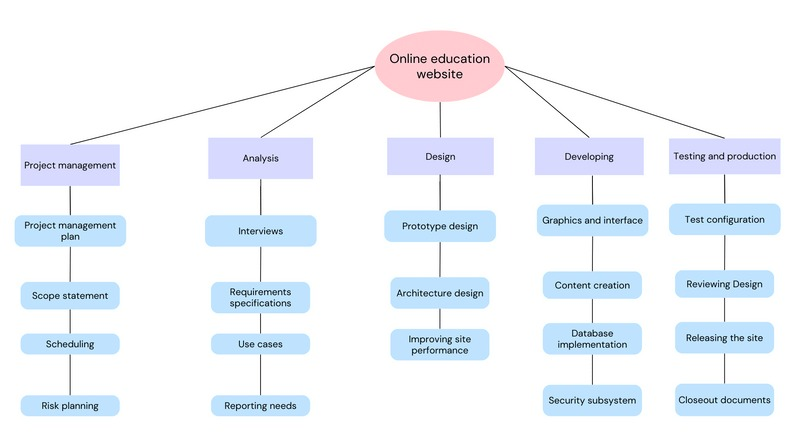 Online education
website
Project management
Analysis
Design
Developing
Testing and production
Project management
plan
Scope statement
Scheduling
Risk planning
Interviews
Requirements
specifications
Use cases
Reporting needs
Prototype design
Architecture design
Improving site
performance
Graphics and interface
Content creation
Database
implementation
Security subsystem
Test configuration
Reviewing Design
Releasing the site
Closeout documents